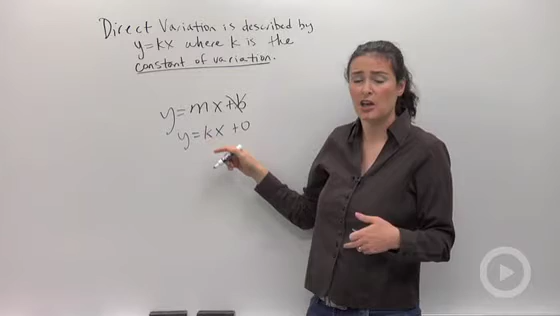 Direct Variation is described by
y=kx where k is the
constant of variation.
y=mx+b
y=kx+0